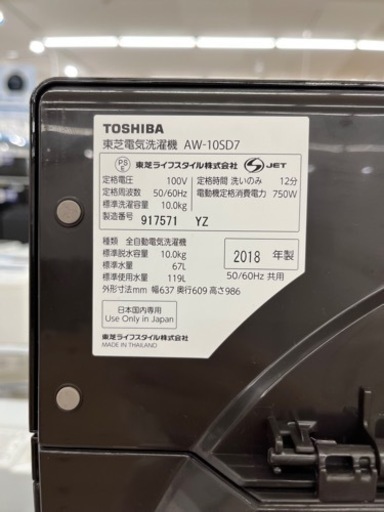 TOSHIBA
東芝電気洗濯機 AW-10SD7
PS E 東芝ライフスタイル株式会社 S JET
定格電圧 100V 定格時間 洗いのみ 12分
定格周波数 50/60Hz 電動機定格消費電力 750W
標準洗濯容量 10.0kg
製造番号 917571 YZ
種類 全自動電気洗濯機
標準脱水容量 10.0kg 2018 年製
標準水量 67L
標準使用水量 119L 50/60Hz 共用
外形寸法mm 幅637 奥行609 高さ986
日本国内専用
Use Only in Japan
東芝ライフスタイル株式会社
MADE IN THAILAND